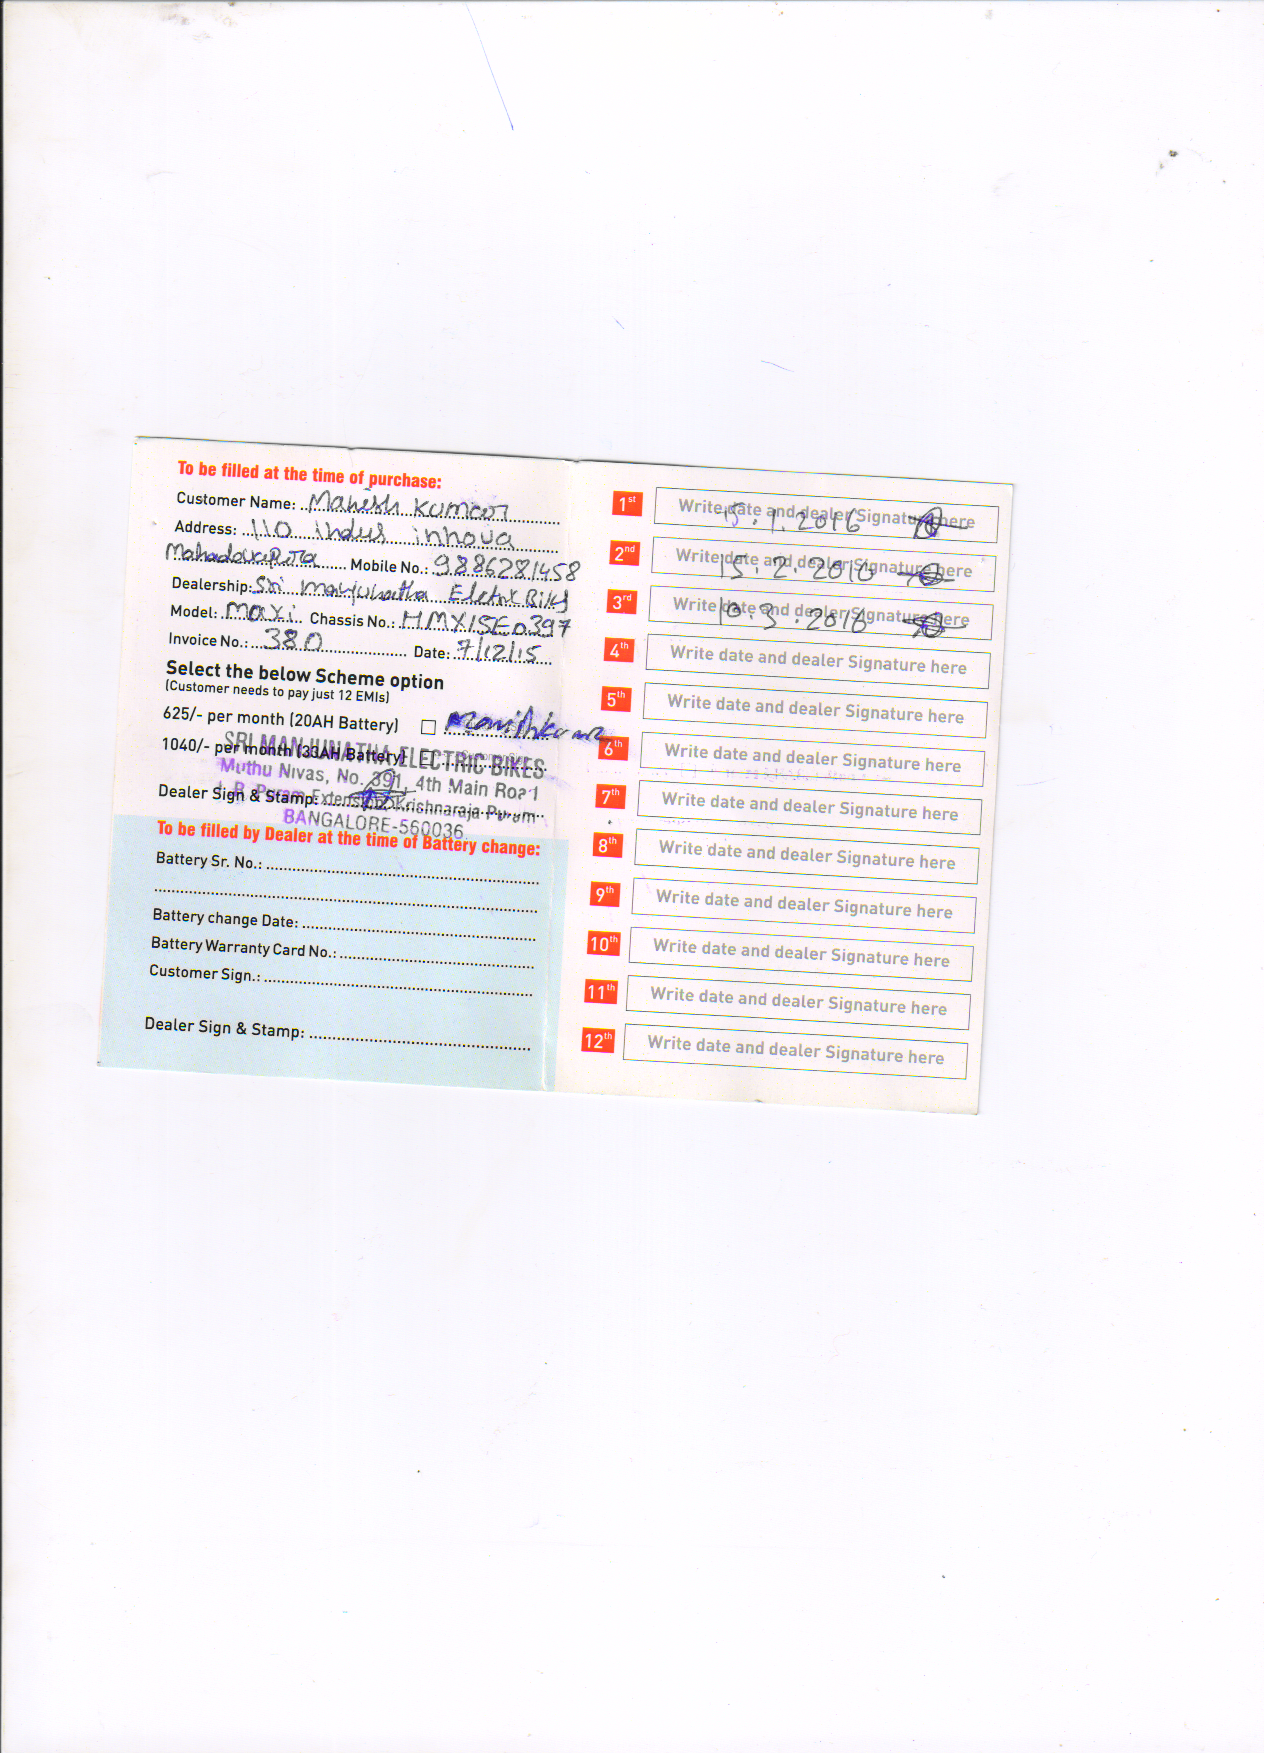 To be filled at the time of purchase:
Customer Name: Mahesh Kumar
Address: 110 indus innova
Mahadevapura Mobile No.: 9886281458
Dealership: Sri manjunatha Eletrik Bikes
Model: maxi Chassis No.: HMX15E0397
Invoice No.: 380 Date: 7/12/15
Select the below Scheme option
(Customer needs to pay just 12 EMIs)
625/- per month (20AH Battery)
1040/- per month (33AH Battery)
SRI MANJUNATHA ELECTRIC BIKES
Muthu Nivas, No. 391, 4th Main Road
Dealer Sign & Stamp:
Extension Krishnaraja Puram
BANGALORE-560036
To be filled by Dealer at the time of Battery change:
Battery Sr. No.:
Battery change Date:
Battery Warranty Card No.:
Customer Sign.:
Dealer Sign & Stamp:
1st Write date and dealer Signature here
15.1.2016
2nd Write date and dealer Signature here
15.2.2016
3rd Write date and dealer Signature here
10.3.2016
4th Write date and dealer Signature here
5th Write date and dealer Signature here
6th Write date and dealer Signature here
7th Write date and dealer Signature here
8th Write date and dealer Signature here
9th Write date and dealer Signature here
10th Write date and dealer Signature here
11th Write date and dealer Signature here
12th Write date and dealer Signature here